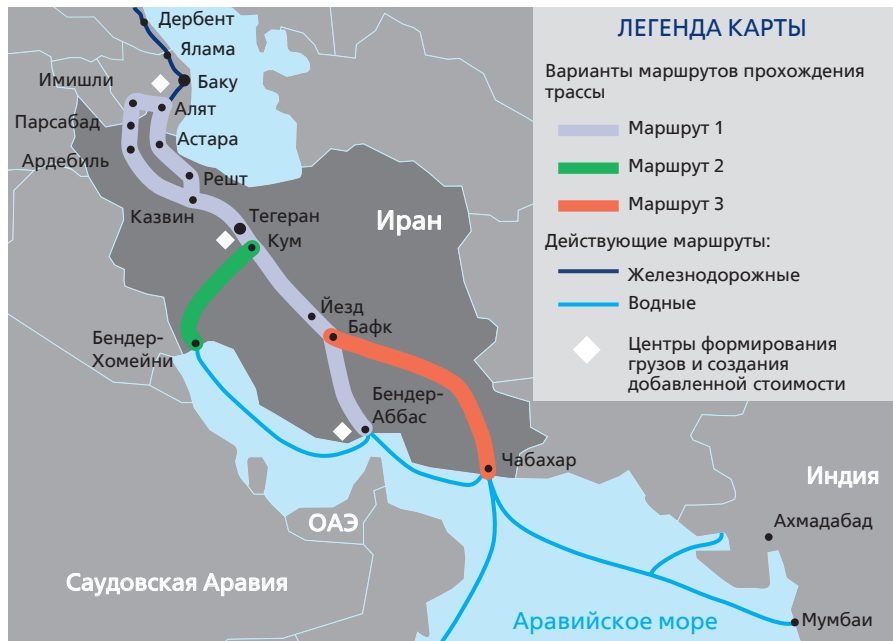 Дербент
Ялама
Имишли
Баку
Алят
Парсабад
Астара
Ардебиль
Решт
Казвин
Тегеран
Иран
Кум
Йезд
Бафк
Бендер-
Хомейни
Бендер-
Аббас
Чабахар
Индия
ОАЭ
Ахмадабад
Саудовская Аравия
Аравийское море
Мумбаи
ЛЕГЕНДА КАРТЫ
Варианты маршрутов прохождения
трассы
Маршрут 1
Маршрут 2
Маршрут 3
Действующие маршруты:
Железнодорожные
Водные
Центры формирования
грузов и создания
добавленной стоимости